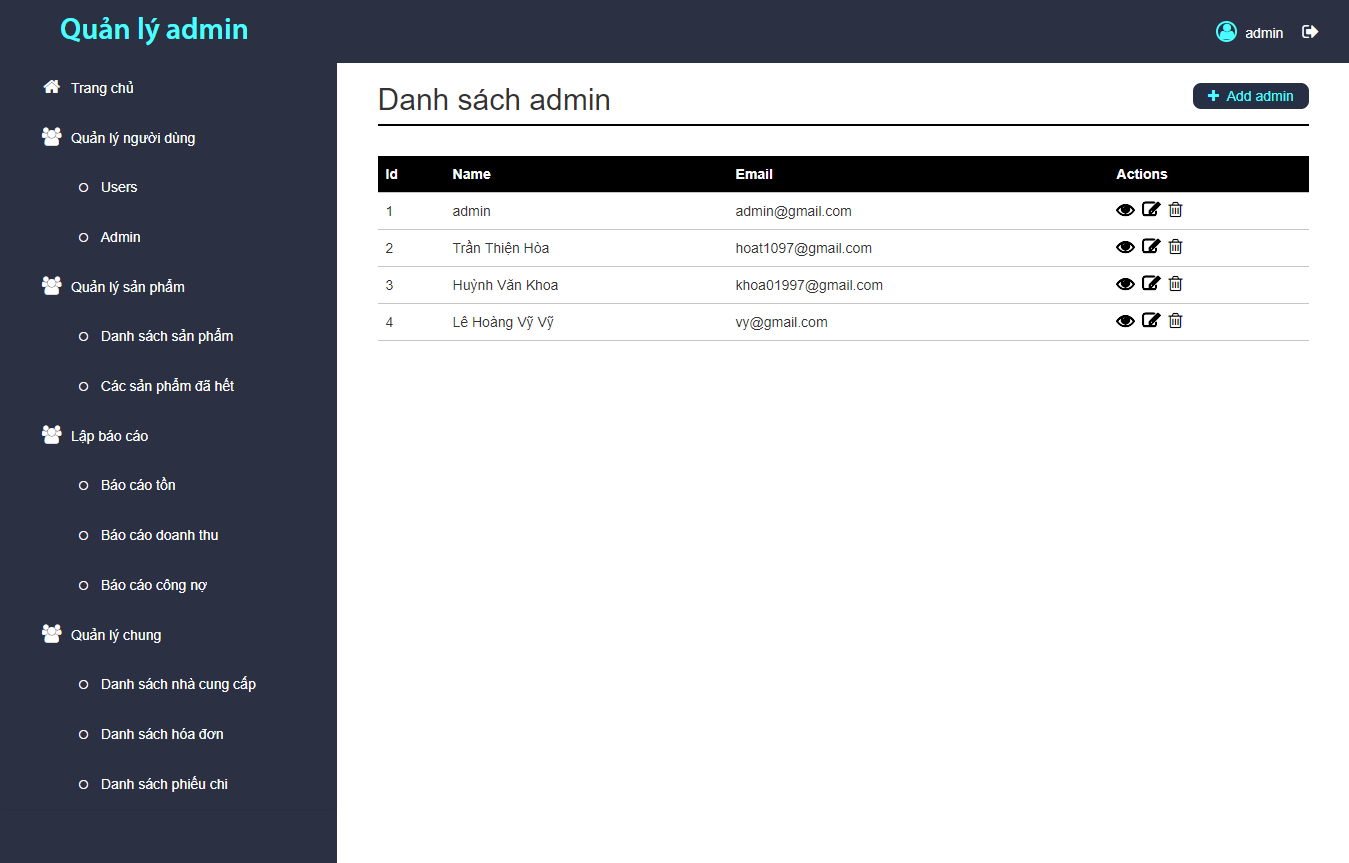 Quản lý admin
admin
Trang chủ
Quản lý người dùng
Users
Admin
Quản lý sản phẩm
Danh sách sản phẩm
Các sản phẩm đã hết
Lập báo cáo
Báo cáo tồn
Báo cáo doanh thu
Báo cáo công nợ
Quản lý chung
Danh sách nhà cung cấp
Danh sách hóa đơn
Danh sách phiếu chi
Danh sách admin
Add admin
Id Name Email Actions
1 admin admin@gmail.com
2 Trần Thiện Hòa hoat1097@gmail.com
3 Huỳnh Văn Khoa khoa01997@gmail.com
4 Lê Hoàng Vỹ Vỹ vy@gmail.com